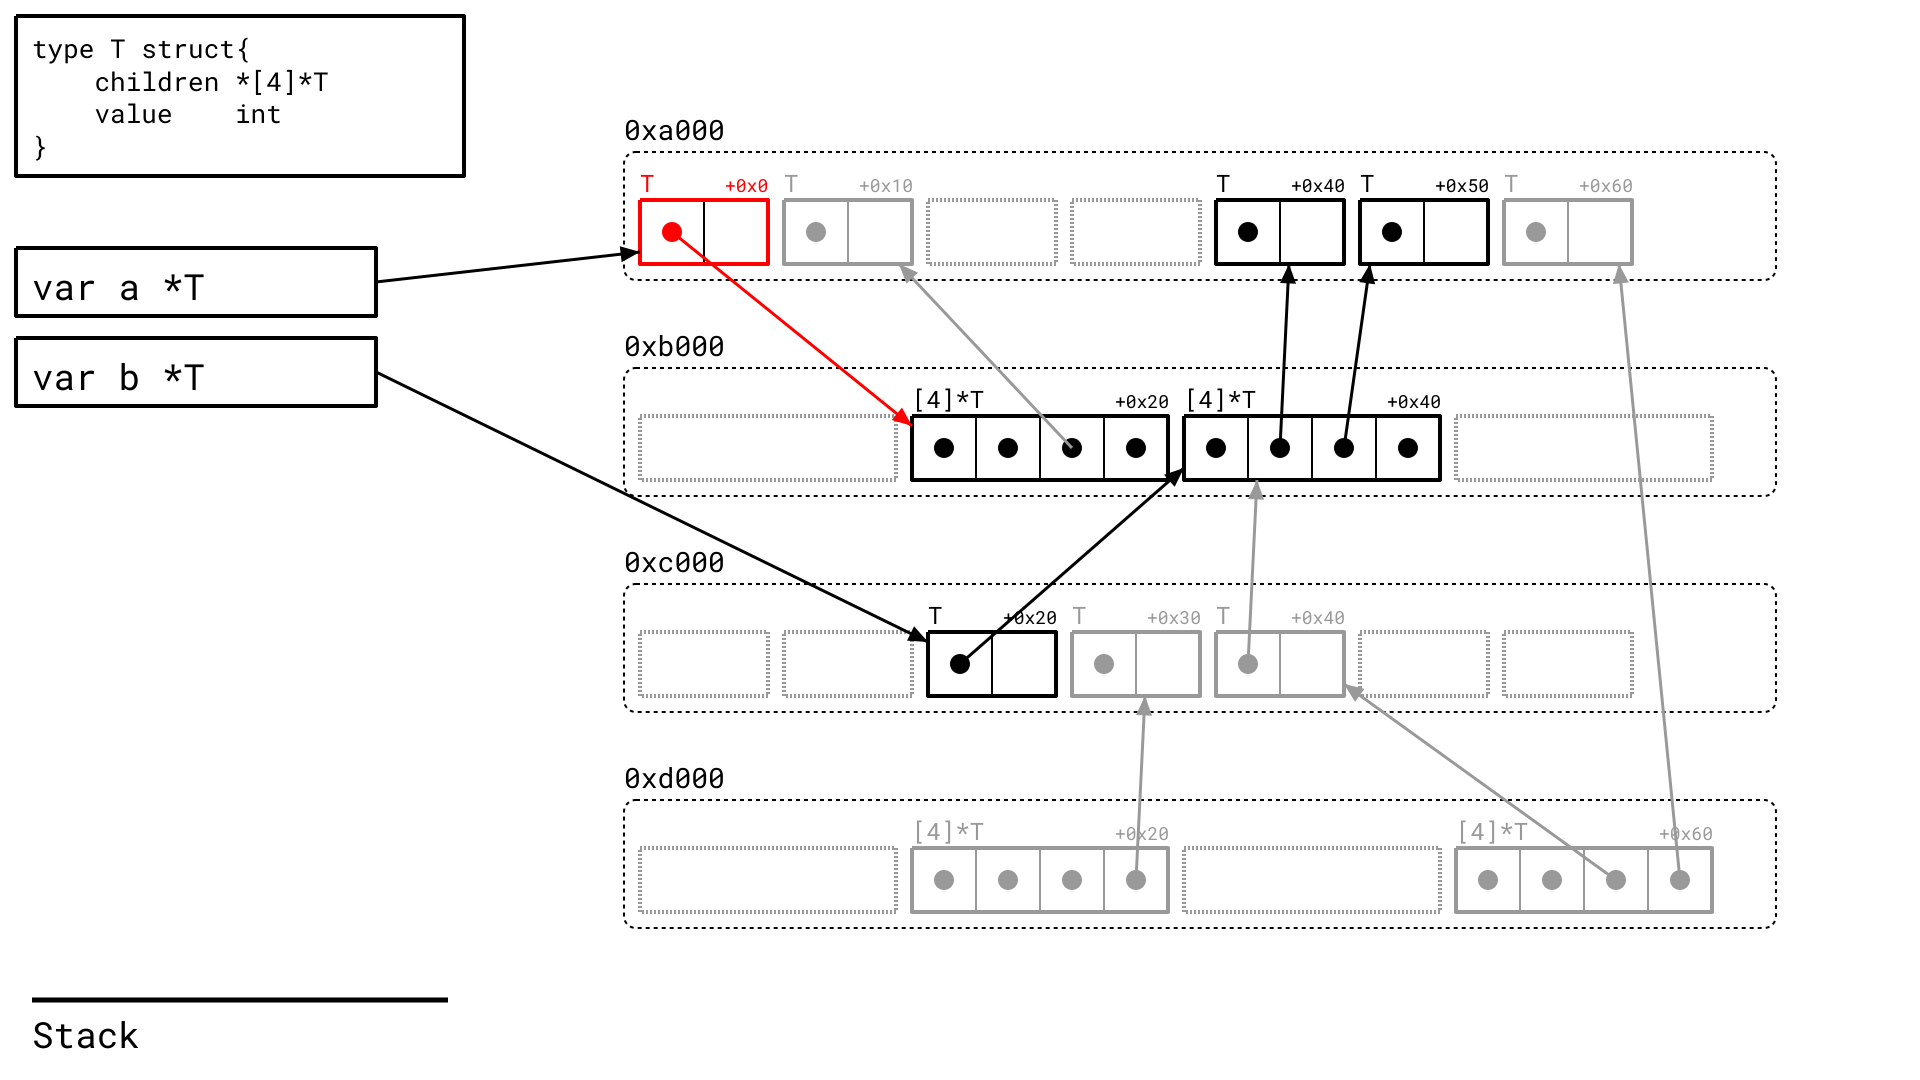 type T struct{
    children *[4]*T
    value    int
}
var a *T
var b *T
0xa000
T +0x0 T +0x10 T +0x40 T +0x50 T +0x60
0xb000
[4]*T +0x20 [4]*T +0x40
0xc000
T +0x20 T +0x30 T +0x40
0xd000
[4]*T +0x20 [4]*T +0x60
Stack